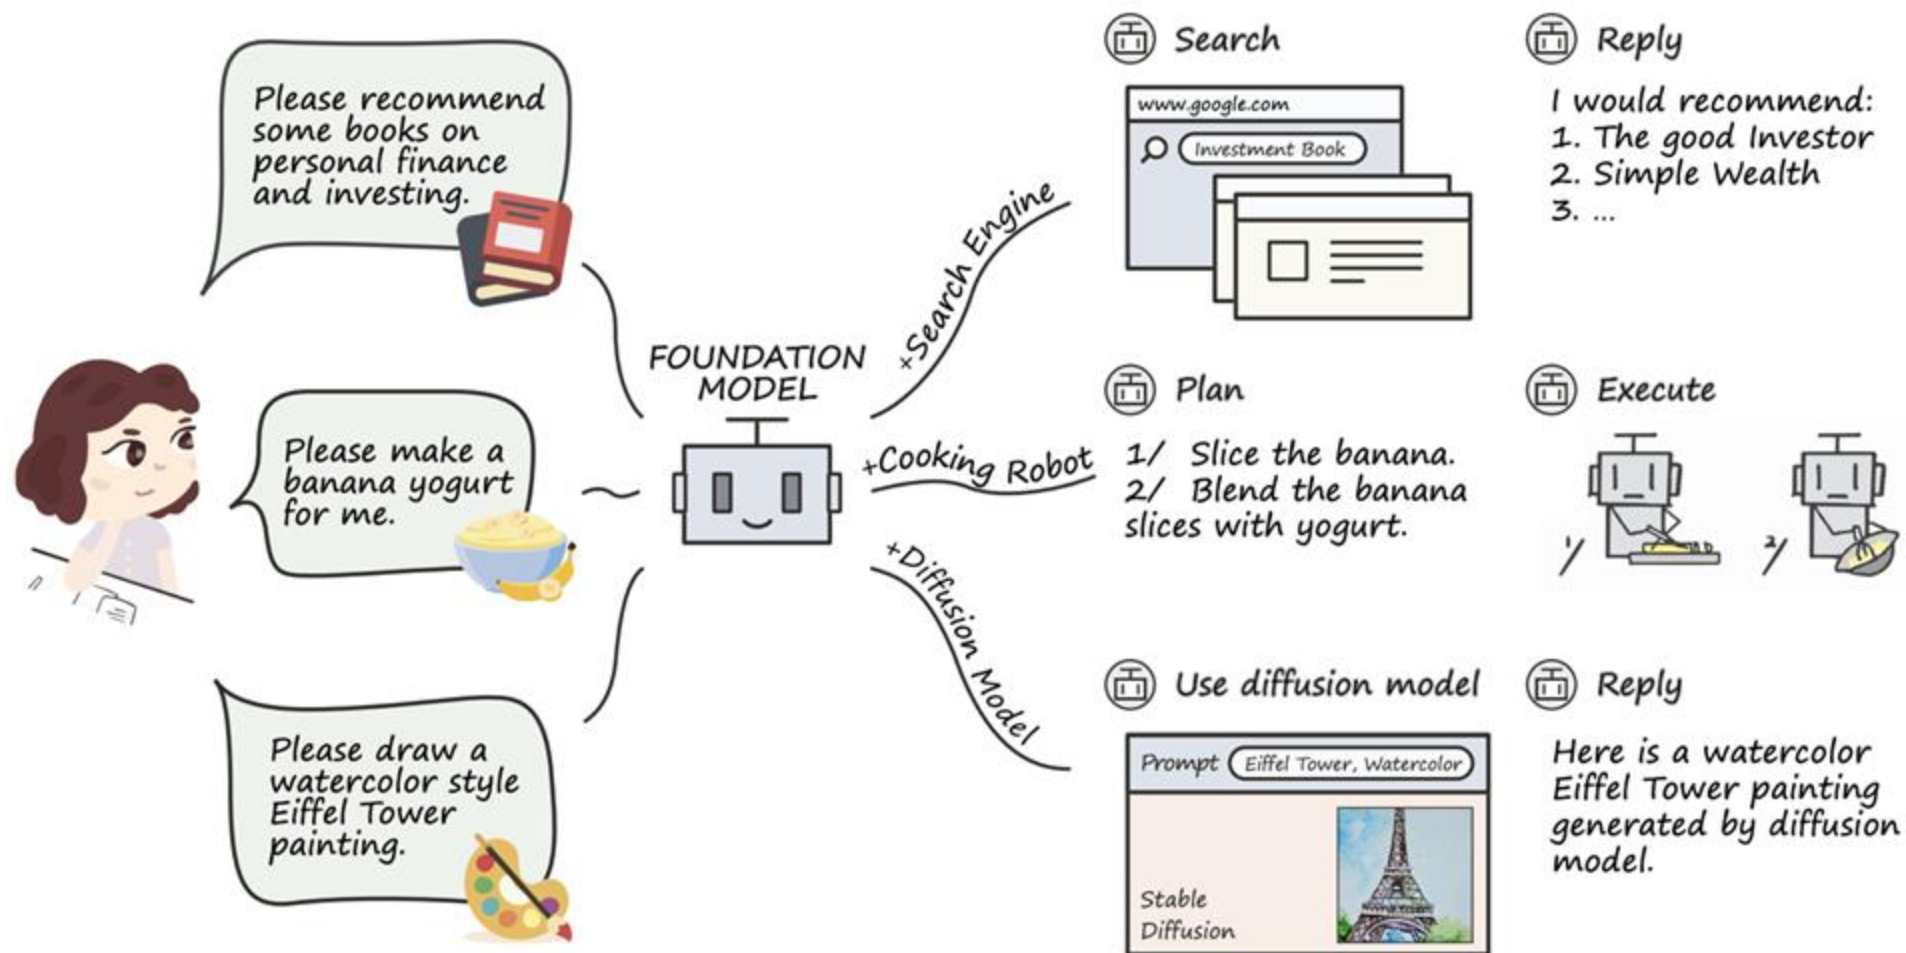 Please recommend
some books on
personal finance
and investing.
Please make a
banana yogurt
for me.
Please draw a
watercolor style
Eiffel Tower
painting.
FOUNDATION
MODEL
+Search Engine
+Cooking Robot
+Diffusion Model
Search
www.google.com
Investment Book
Reply
I would recommend:
1. The good Investor
2. Simple Wealth
3. ...
Plan
1/ Slice the banana.
2/ Blend the banana
slices with yogurt.
Execute
1/
2/
Use diffusion model
Prompt Eiffel Tower, Watercolor
Stable
Diffusion
Reply
Here is a watercolor
Eiffel Tower painting
generated by diffusion
model.